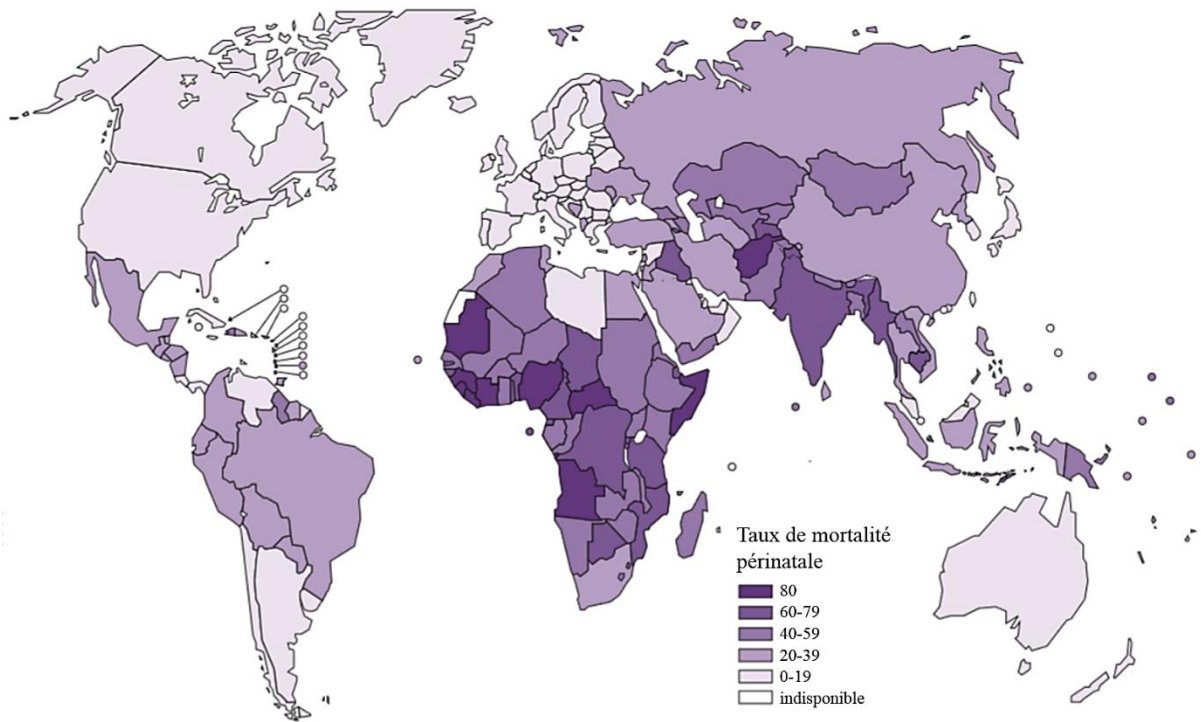 Taux de mortalité
périnatale
80
60-79
40-59
20-39
0-19
indisponible